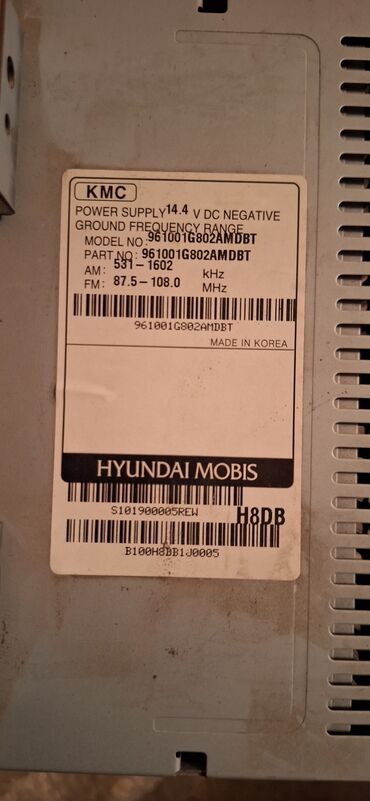 KMC
POWER SUPPLY 14.4 V DC NEGATIVE
GROUND FREQUENCY RANGE
MODEL NO: 961001G802AMDBT
PART NO: 961001G802AMDBT
AM: 531-1602 kHz
FM: 87.5-108.0 MHz
961001G802AMDBT
MADE IN KOREA
HYUNDAI MOBIS
S101900005REW H8DB
B100H8DB1J0005